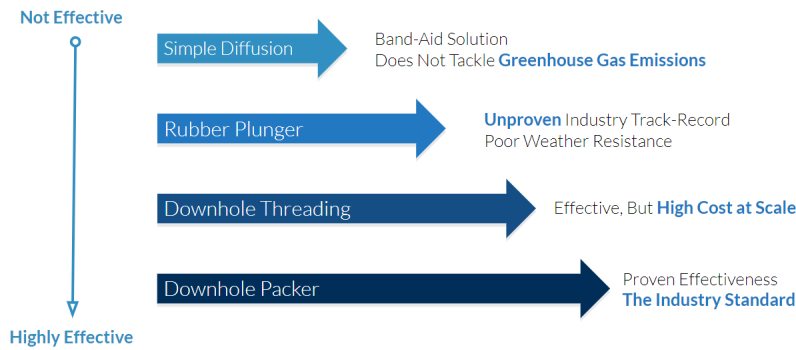 Not Effective
Simple Diffusion
Band-Aid Solution
Does Not Tackle Greenhouse Gas Emissions
Rubber Plunger
Unproven Industry Track-Record
Poor Weather Resistance
Downhole Threading
Effective, But High Cost at Scale
Downhole Packer
Proven Effectiveness
The Industry Standard
Highly Effective